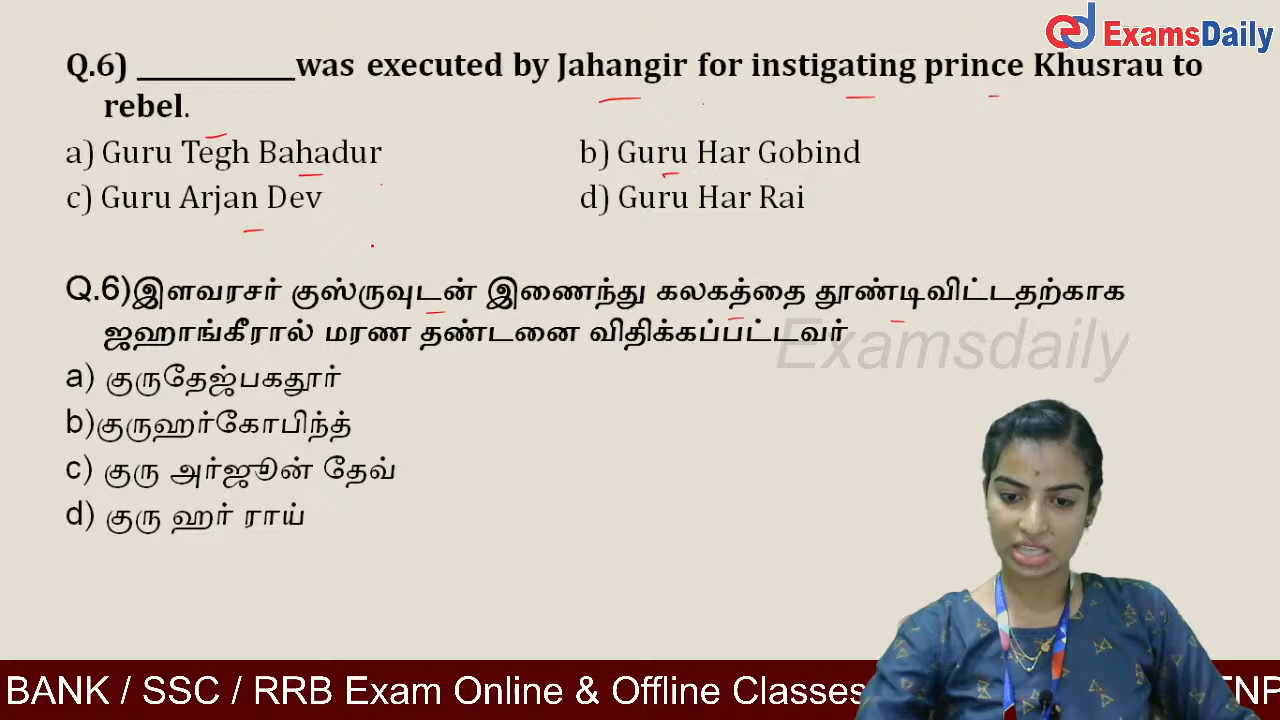 ExamsDaily
Q.6) ____________was executed by Jahangir for instigating prince Khusrau to
rebel.
a) Guru Tegh Bahadur b) Guru Har Gobind
c) Guru Arjan Dev d) Guru Har Rai
Q.6)இளவரசர் குஸ்ருவுடன் இணைந்து கலகத்தை தூண்டிவிட்டதற்காக
ஜஹாங்கீரால் மரண தண்டனை விதிக்கப்பட்டவர்
Examsdaily
a) குருதேஜ்பகதூர்
b)குருஹர்கோபிந்த்
c) குரு அர்ஜூன் தேவ்
d) குரு ஹர் ராய்
BANK / SSC / RRB Exam Online & Offline Classes TNP